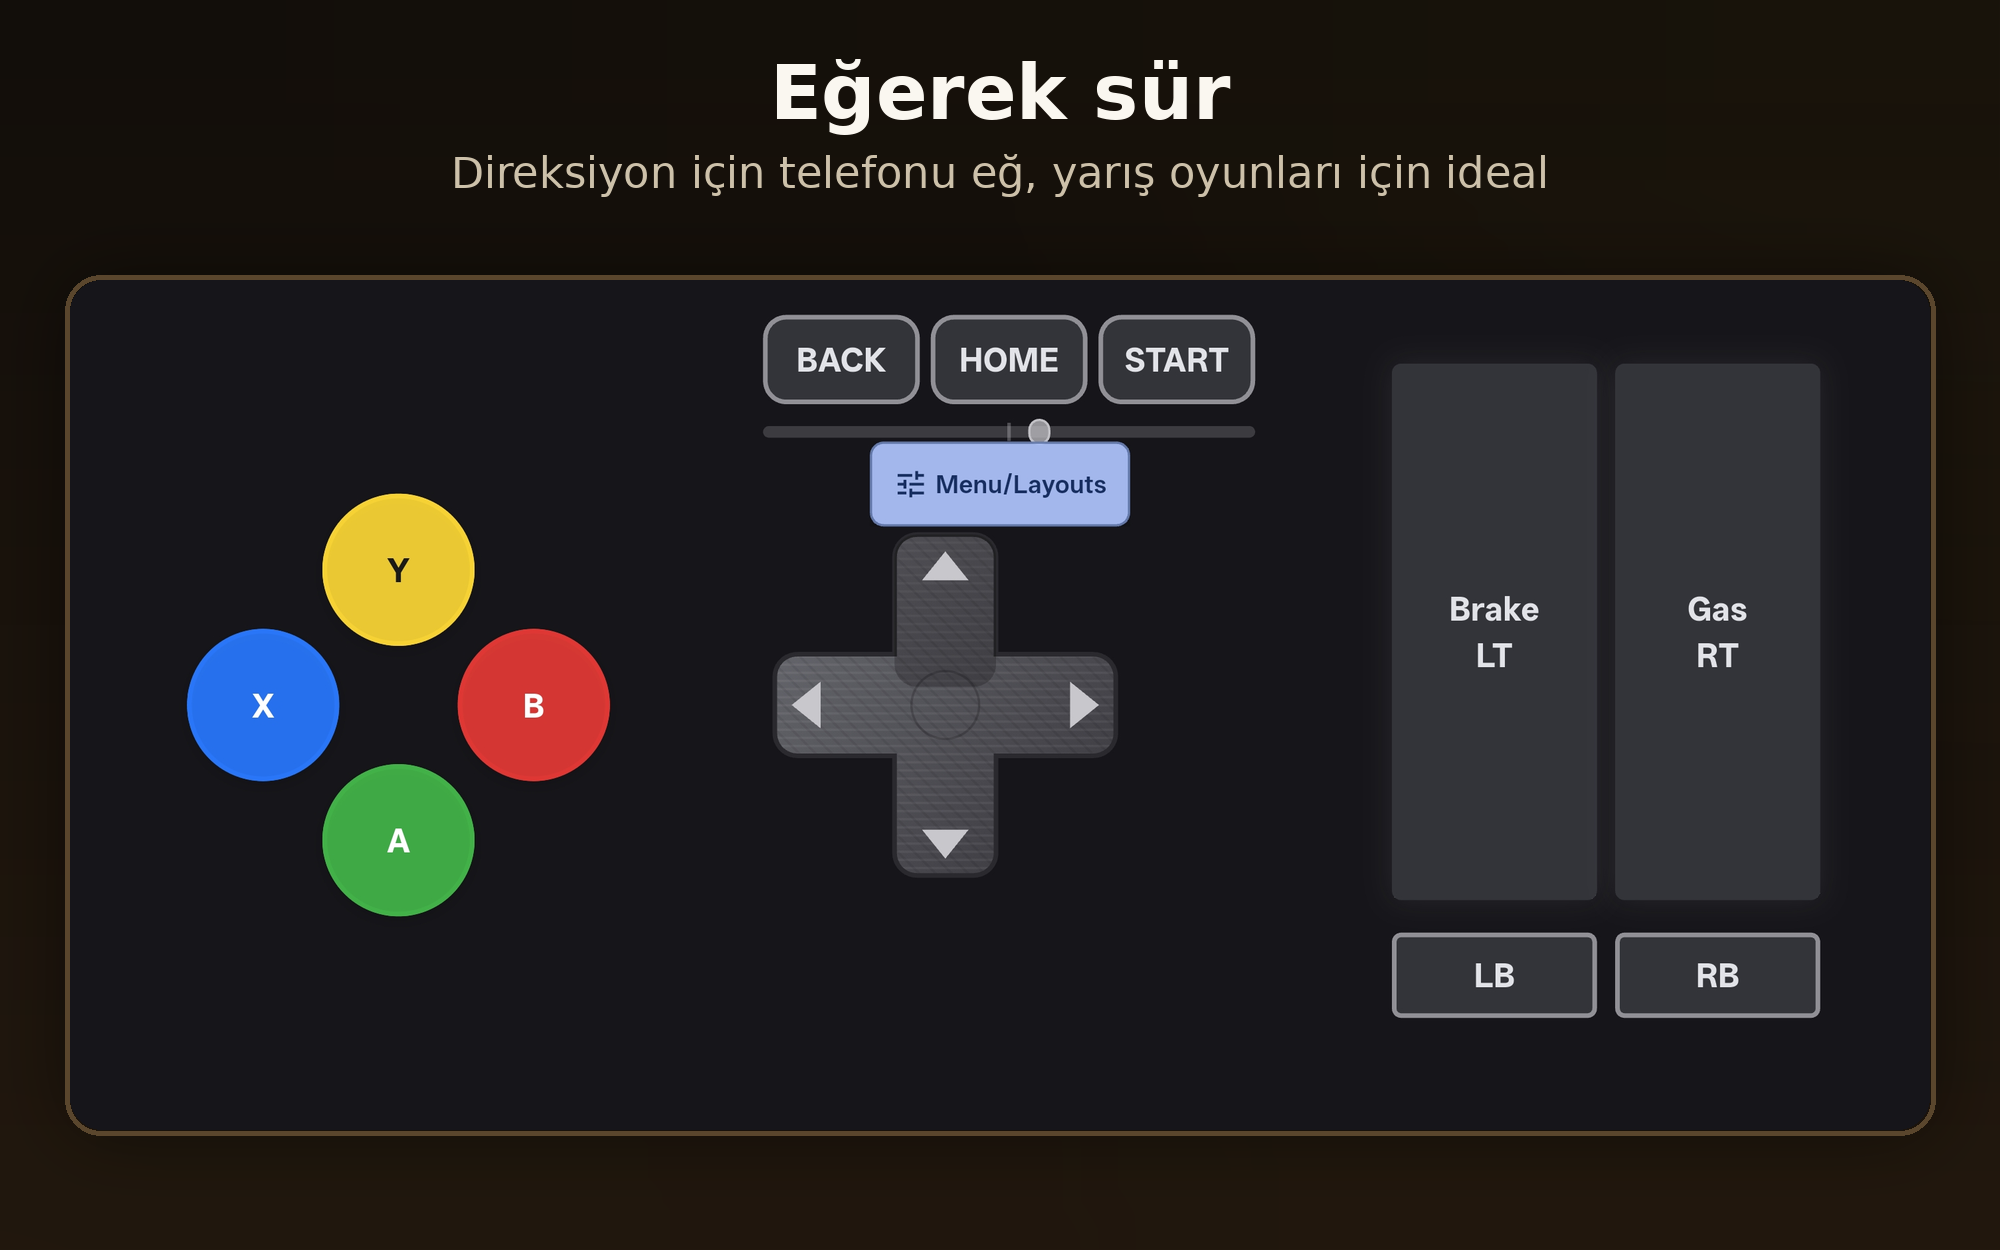 Eğerek sür
Direksiyon için telefonu eğ, yarış oyunları için ideal
BACK
HOME
START
Menu/Layouts
Y
X
B
A
Brake
LT
Gas
RT
LB
RB